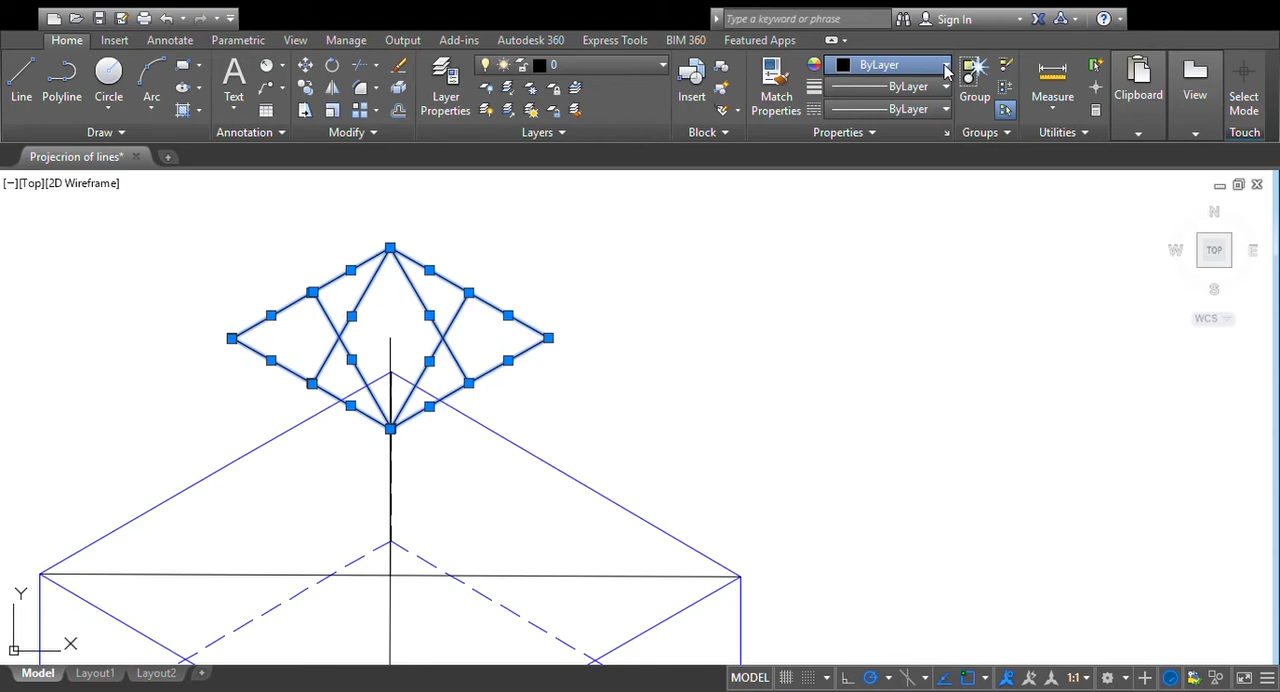 Type a keyword or phrase
Sign In
Home Insert Annotate Parametric View Manage Output Add-ins Autodesk 360 Express Tools BIM 360 Featured Apps
Line Polyline Circle Arc
Draw
Text
Annotation
Modify
Layer Properties
0
Layers
Insert
Block
Match Properties
ByLayer
ByLayer
ByLayer
Properties
Group
Groups
Measure
Utilities
Clipboard
View
Select Mode
Touch
Projecrion of lines*
[−][Top][2D Wireframe]
N
W TOP E
S
WCS
Y
X
Model Layout1 Layout2
MODEL
1:1